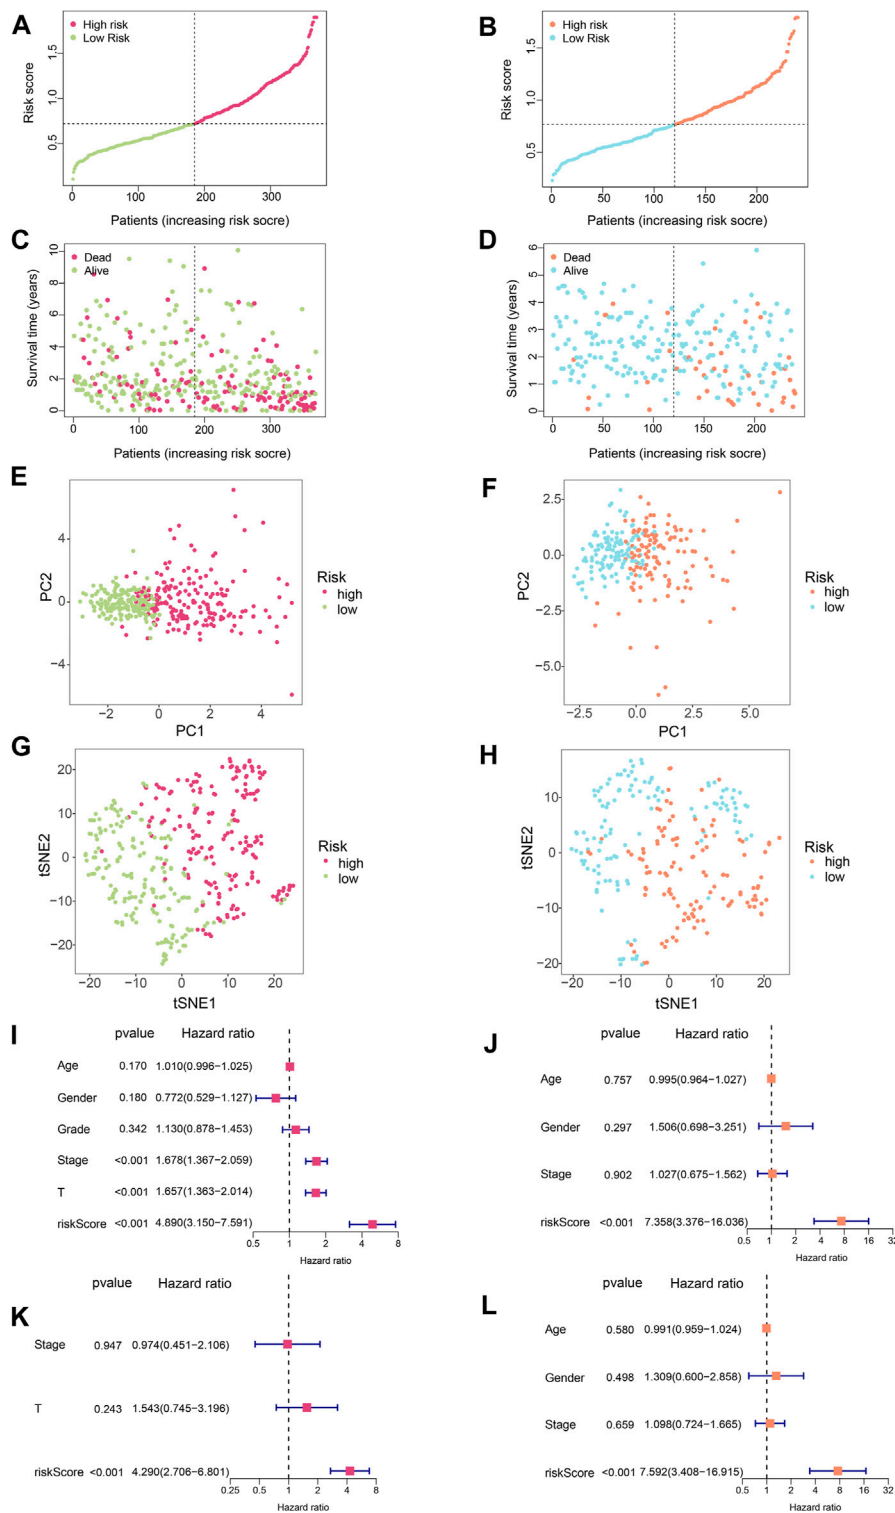 A
High risk
Low Risk
Risk score
0.5
1.0
1.5
0
100
200
300
Patients (increasing risk socre)
B
High risk
Low Risk
Risk score
0.5
1.0
1.5
0
50
100
150
200
Patients (increasing risk socre)
C
Dead
Alive
Survival time (years)
0
2
4
6
8
10
0
100
200
300
Patients (increasing risk socre)
D
Dead
Alive
Survival time (years)
0
1
2
3
4
5
6
0
50
100
150
200
Patients (increasing risk socre)
E
PC2
4
0
−4
−2
0
2
4
PC1
Risk
high
low
F
PC2
2.5
0.0
−2.5
−5.0
−2.5
0.0
2.5
5.0
PC1
Risk
high
low
G
tSNE2
20
10
0
−10
−20
−20
−10
0
10
20
tSNE1
Risk
high
low
H
tSNE2
10
0
−10
−20
−20
−10
0
10
20
tSNE1
Risk
high
low
I
pvalue Hazard ratio
Age 0.170 1.010(0.996−1.025)
Gender 0.180 0.772(0.529−1.127)
Grade 0.342 1.130(0.878−1.453)
Stage <0.001 1.678(1.367−2.059)
T <0.001 1.657(1.363−2.014)
riskScore <0.001 4.890(3.150−7.591)
0.5 1 2 4 8
Hazard ratio
J
pvalue Hazard ratio
Age 0.757 0.995(0.964−1.027)
Gender 0.297 1.506(0.698−3.251)
Stage 0.902 1.027(0.675−1.562)
riskScore <0.001 7.358(3.376−16.036)
0.5 1 2 4 8 16 32
Hazard ratio
K
pvalue Hazard ratio
Stage 0.947 0.974(0.451−2.106)
T 0.243 1.543(0.745−3.196)
riskScore <0.001 4.290(2.706−6.801)
0.25 0.5 1 2 4 8
Hazard ratio
L
pvalue Hazard ratio
Age 0.580 0.991(0.959−1.024)
Gender 0.498 1.309(0.600−2.858)
Stage 0.659 1.098(0.724−1.665)
riskScore <0.001 7.592(3.408−16.915)
0.5 1 2 4 8 16 32
Hazard ratio